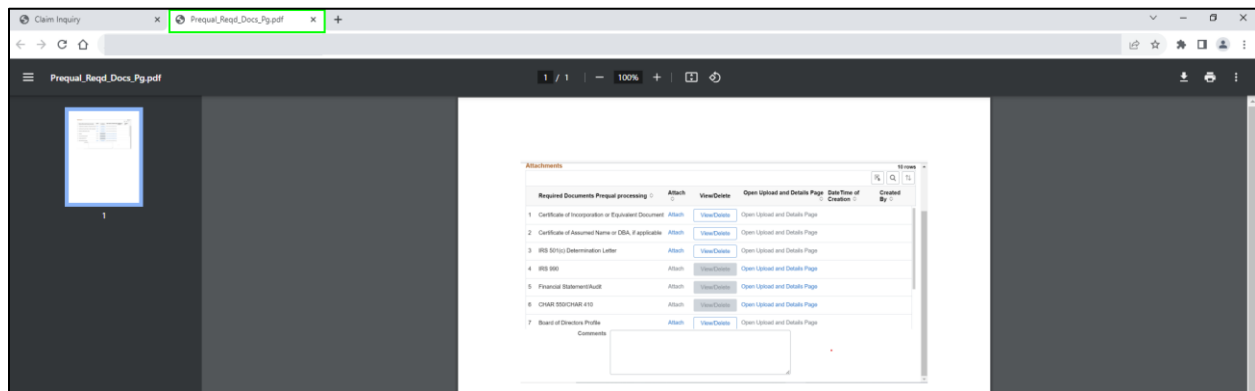 Claim Inquiry
Prequal_Reqd_Docs_Pg.pdf
Prequal_Reqd_Docs_Pg.pdf
1 / 1
100%
1
Attachments
10 rows
Required Documents Prequal processing Attach View/Delete Open Upload and Details Page Date/Time of Creation Created By
1 Certificate of Incorporation or Equivalent Document Attach View/Delete Open Upload and Details Page
2 Certificate of Assumed Name or DBA, if applicable Attach View/Delete Open Upload and Details Page
3 IRS 501(c) Determination Letter Attach View/Delete Open Upload and Details Page
4 IRS 990 Attach View/Delete Open Upload and Details Page
5 Financial Statement/Audit Attach View/Delete Open Upload and Details Page
6 CHAR 550/CHAR 410 Attach View/Delete Open Upload and Details Page
7 Board of Directors Profile Attach View/Delete Open Upload and Details Page
Comments